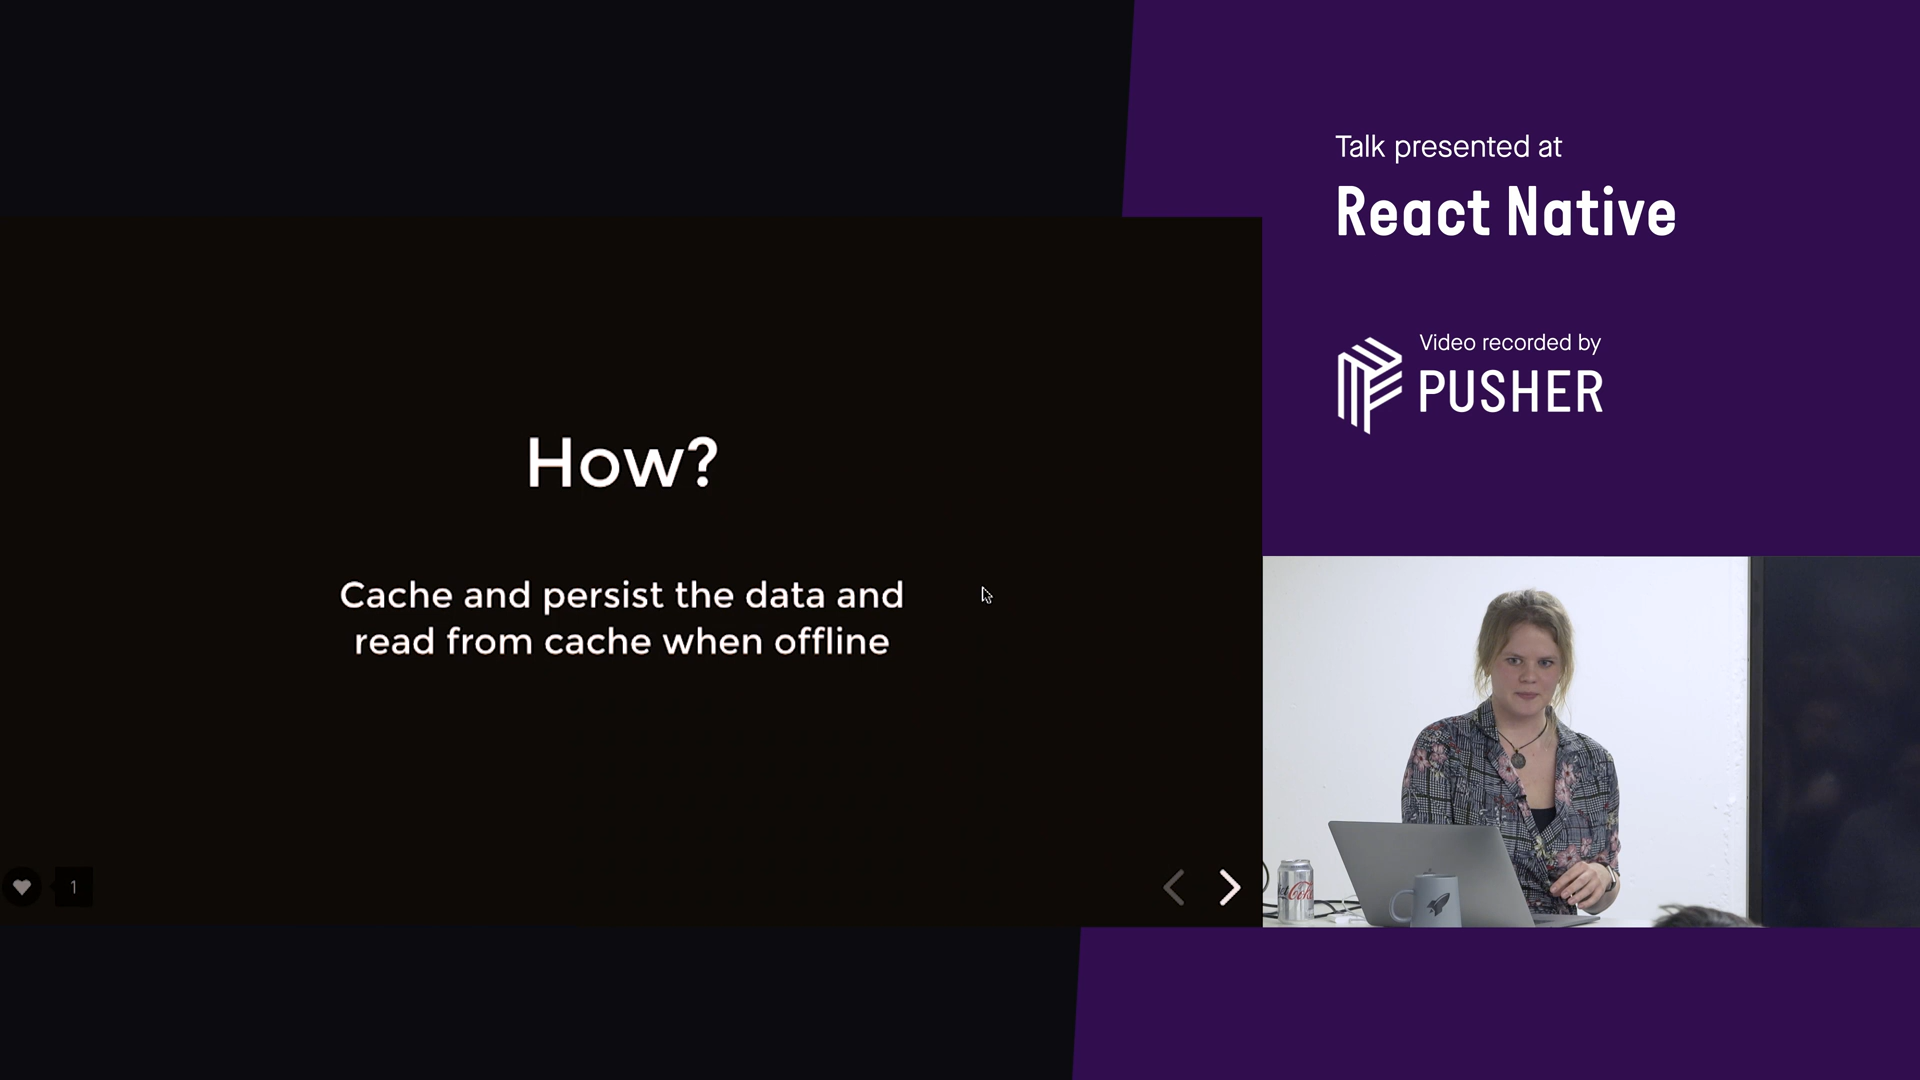 How?
Cache and persist the data and
read from cache when offline
1
Talk presented at
React Native
Video recorded by
PUSHER
Coke